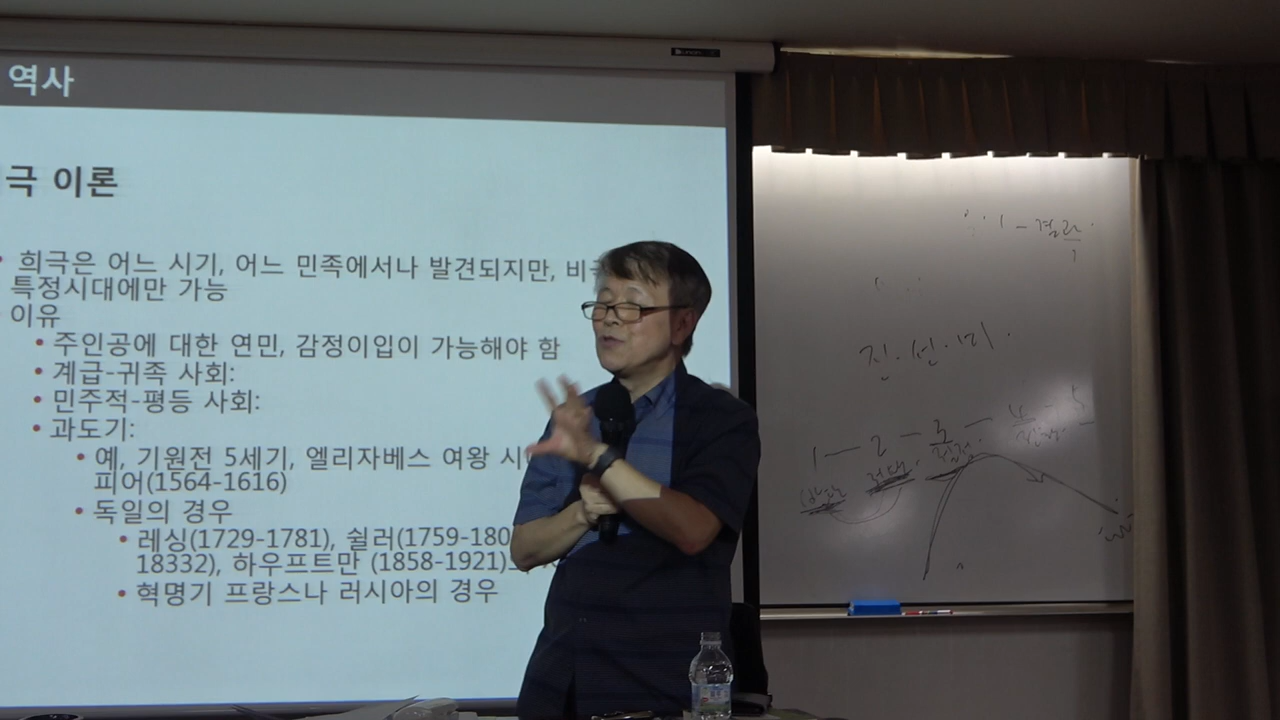 역사
극 이론
• 희극은 어느 시기, 어느 민족에서나 발견되지만, 비극
특정시대에만 가능
이유
• 주인공에 대한 연민, 감정이입이 가능해야 함
• 계급-귀족 사회:
• 민주적-평등 사회:
• 과도기:
• 예, 기원전 5세기, 엘리자베스 여왕 시
피어(1564-1616)
• 독일의 경우
• 레싱(1729-1781), 쉴러(1759-180
18332), 하우프트만 (1858-1921)
• 혁명기 프랑스나 러시아의 경우
결과
진·선·미
1 - 2 - 3 - 4 - 5